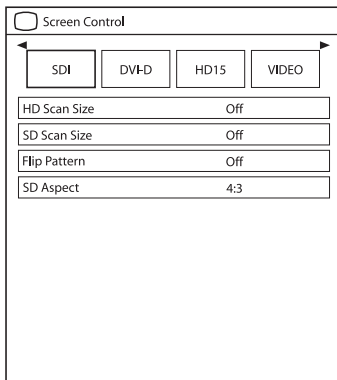 Screen Control
SDI DVI-D HD15 VIDEO
HD Scan Size Off
SD Scan Size Off
Flip Pattern Off
SD Aspect 4:3